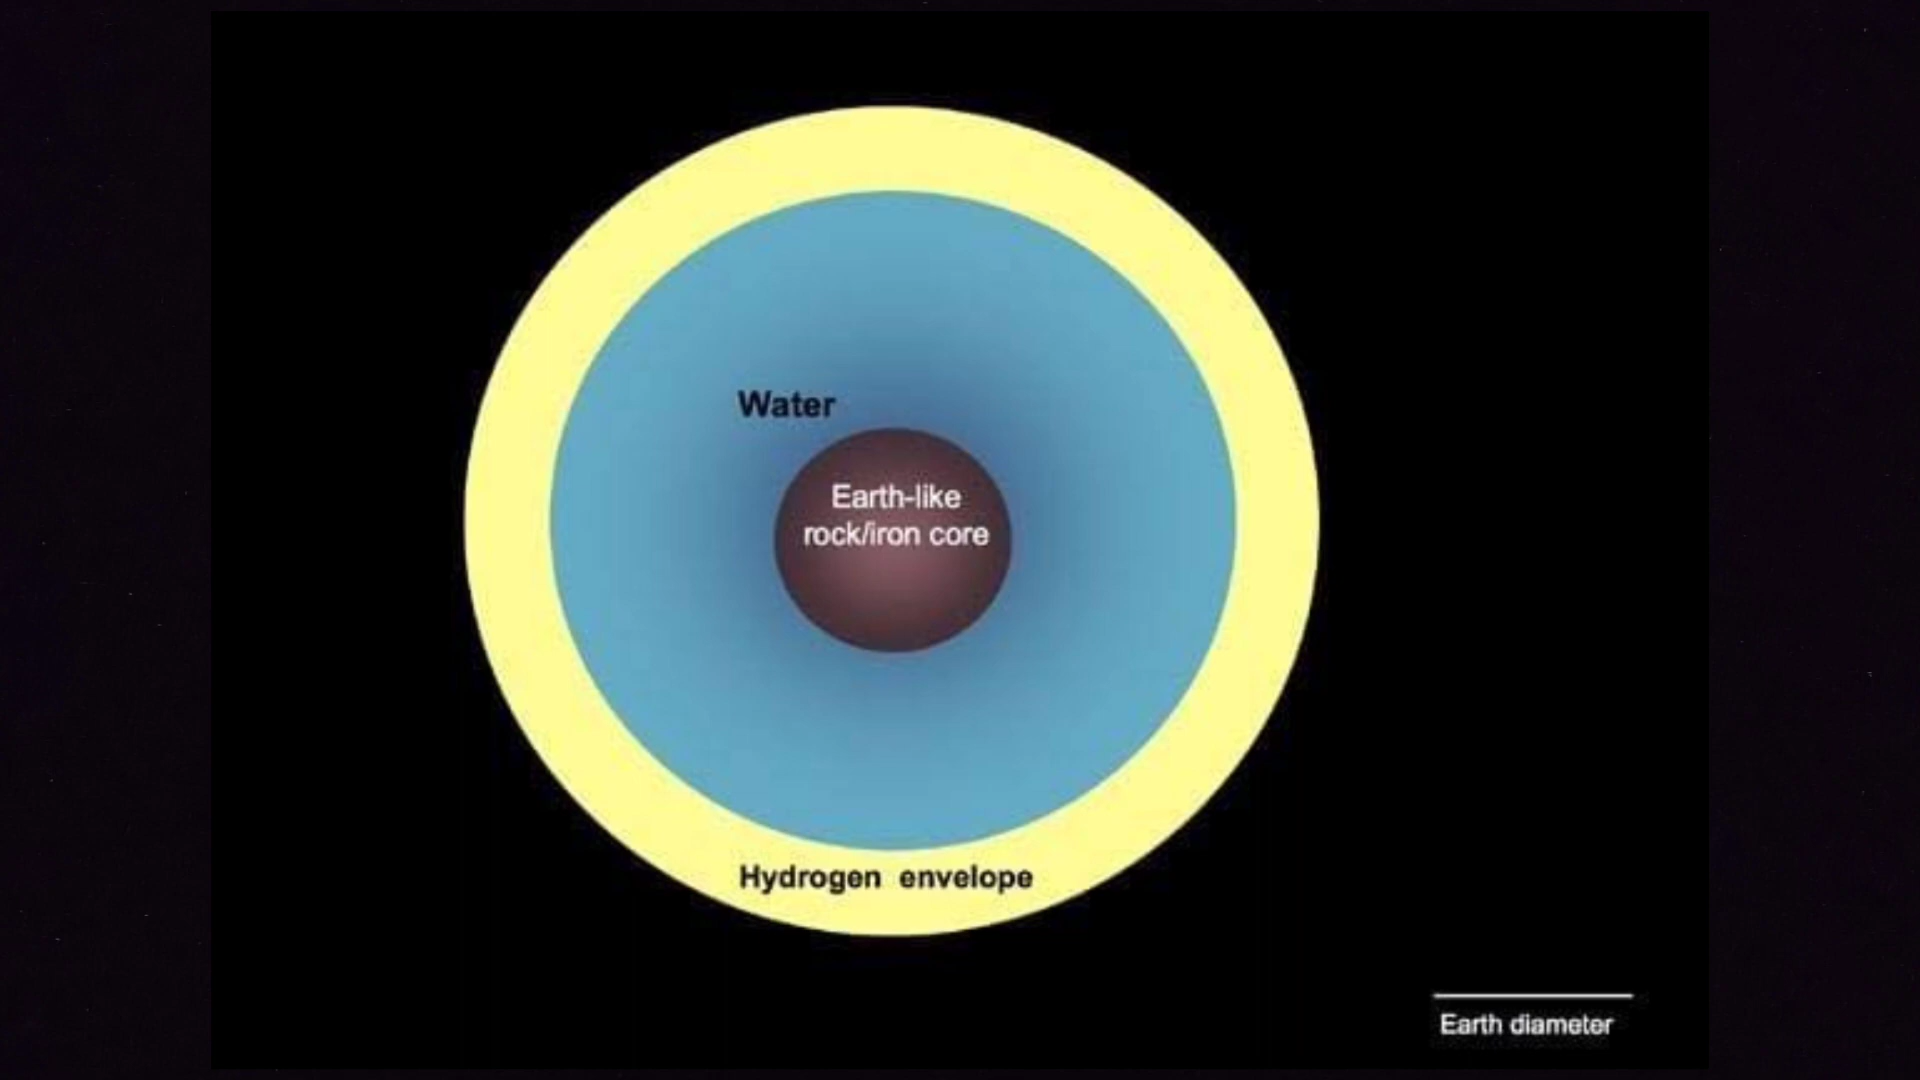 Water
Earth-like
rock/iron core
Hydrogen envelope
Earth diameter